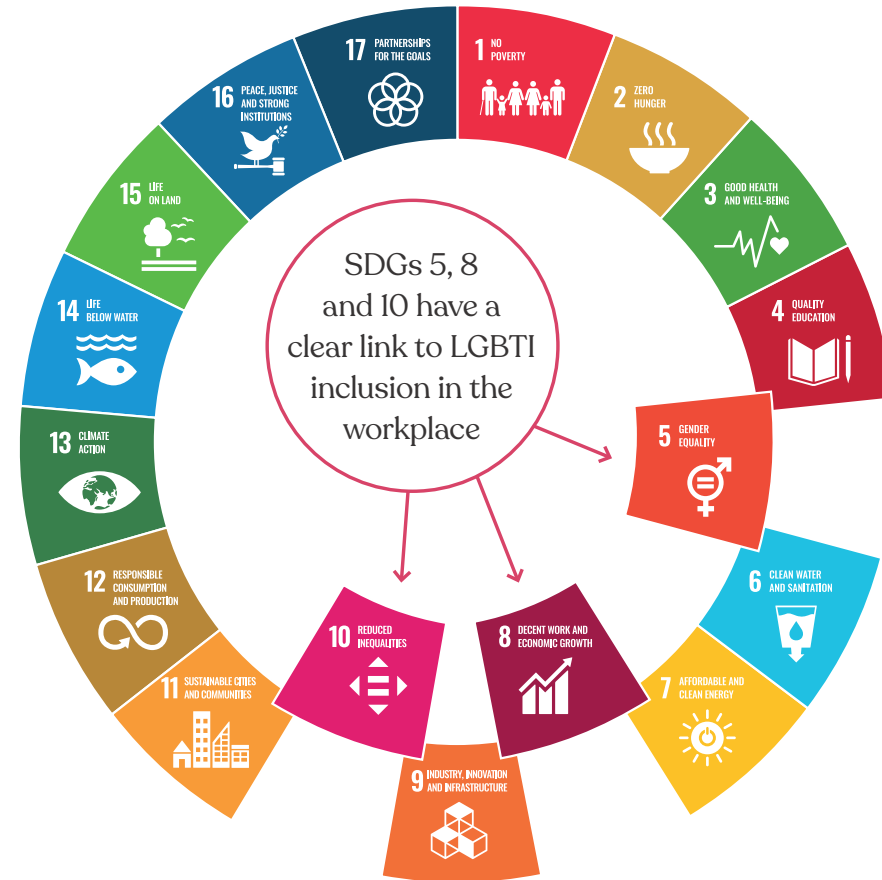 1 NO
POVERTY
2 ZERO
HUNGER
3 GOOD HEALTH
AND WELL-BEING
4 QUALITY
EDUCATION
5 GENDER
EQUALITY
6 CLEAN WATER
AND SANITATION
7 AFFORDABLE AND
CLEAN ENERGY
8 DECENT WORK AND
ECONOMIC GROWTH
9 INDUSTRY, INNOVATION
AND INFRASTRUCTURE
10 REDUCED
INEQUALITIES
11 SUSTAINABLE CITIES
AND COMMUNITIES
12 RESPONSIBLE
CONSUMPTION
AND PRODUCTION
13 CLIMATE
ACTION
14 LIFE
BELOW WATER
15 LIFE
ON LAND
16 PEACE, JUSTICE
AND STRONG
INSTITUTIONS
17 PARTNERSHIPS
FOR THE GOALS
SDGs 5, 8
and 10 have a
clear link to LGBTI
inclusion in the
workplace